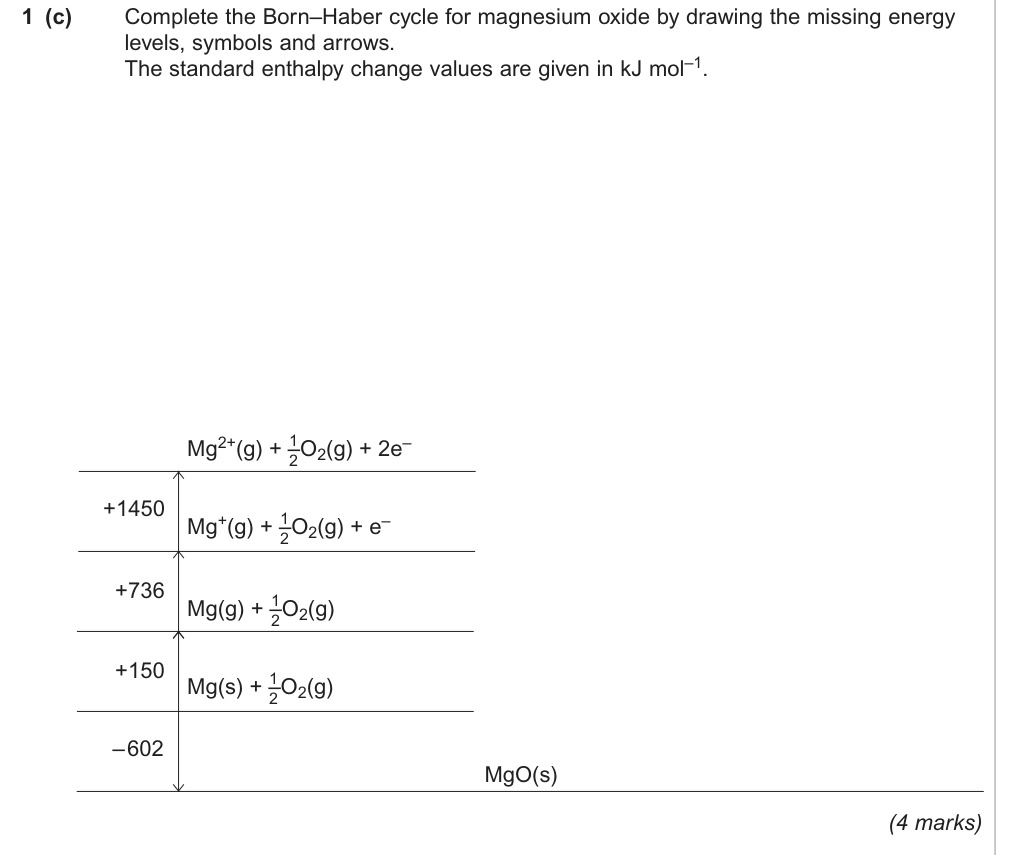 1 (c) Complete the Born–Haber cycle for magnesium oxide by drawing the missing energy
levels, symbols and arrows.
The standard enthalpy change values are given in kJ mol⁻¹.
Mg²⁺(g) + ½O₂(g) + 2e⁻
+1450
Mg⁺(g) + ½O₂(g) + e⁻
+736
Mg(g) + ½O₂(g)
+150
Mg(s) + ½O₂(g)
–602
MgO(s)
(4 marks)